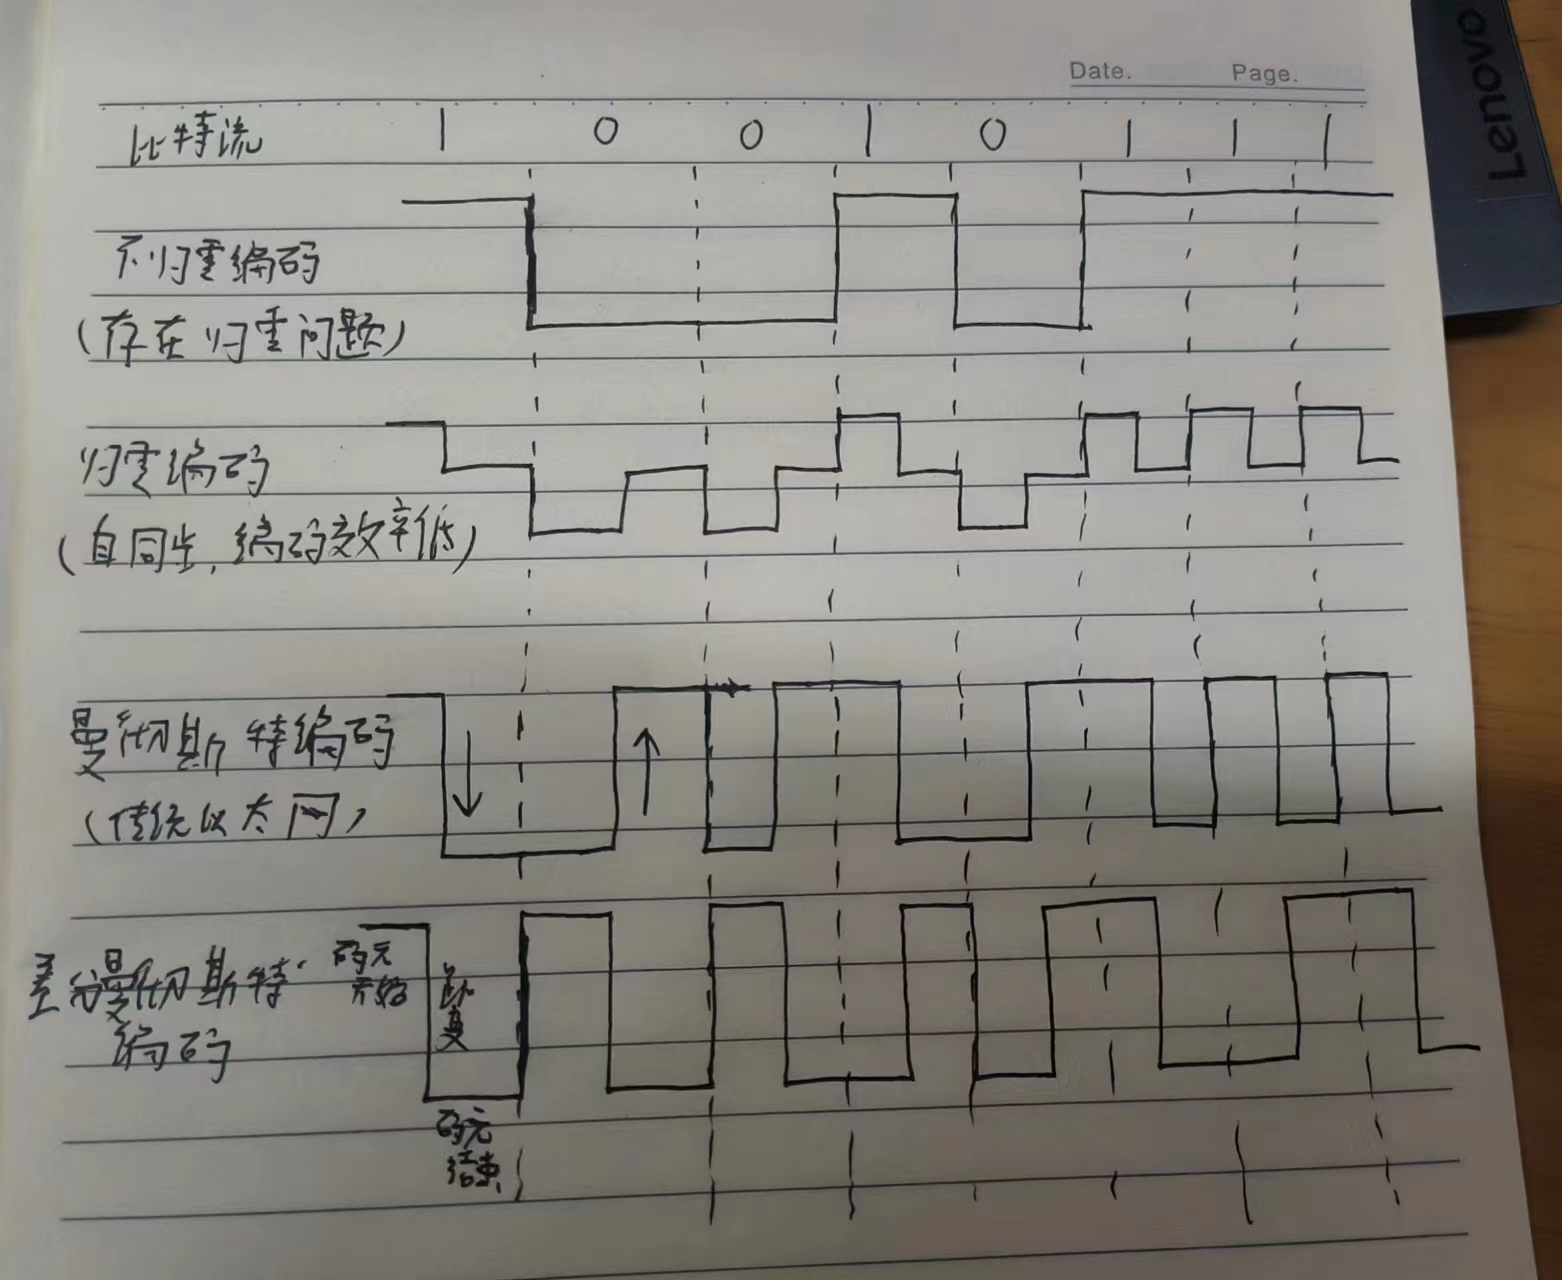 Lenovo
Date. Page.
比特流 1 0 0 1 0 1 1 1
不归零编码
(存在归零问题)
归零编码
(自同步,编码效率低)
曼彻斯特编码
(传统以太网)
差分曼彻斯特
编码
码元
开始
跳变
码元
结束